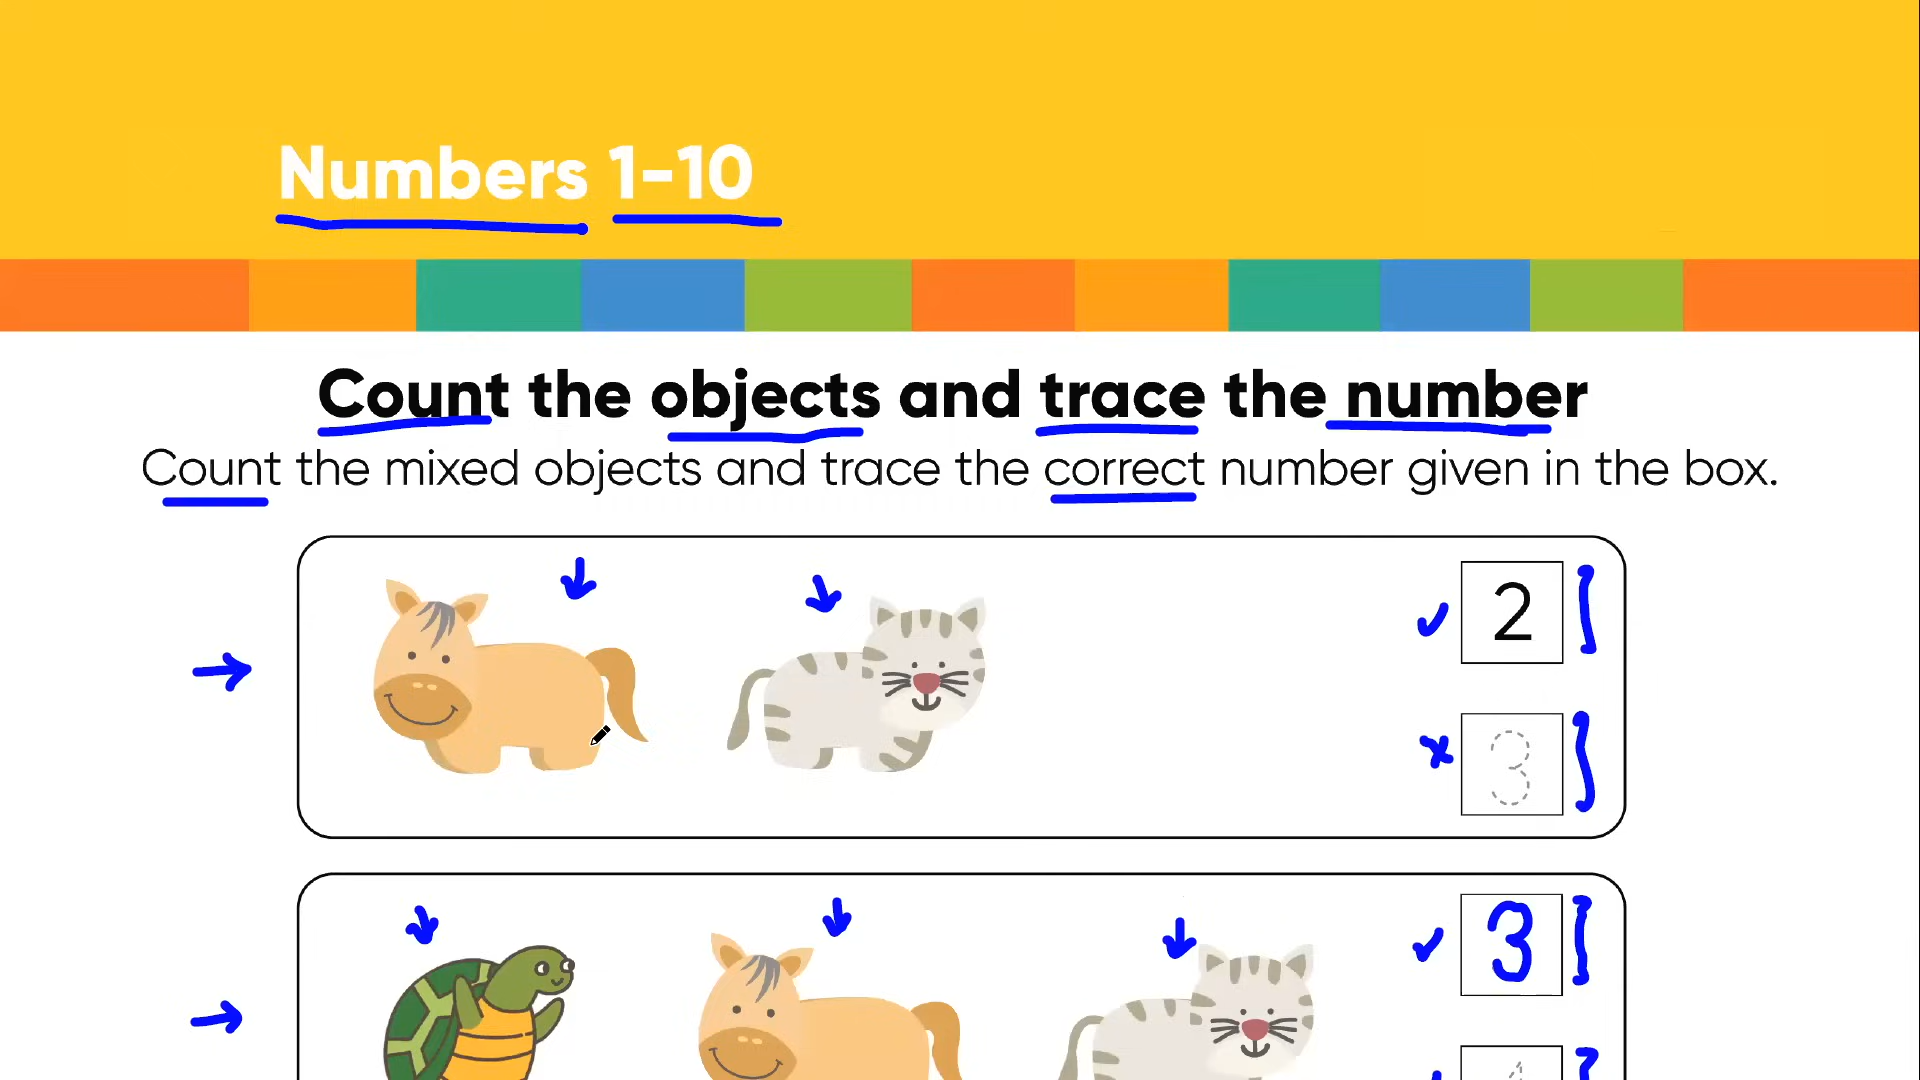 Numbers 1-10
Count the objects and trace the number
Count the mixed objects and trace the correct number given in the box.
2
3
3